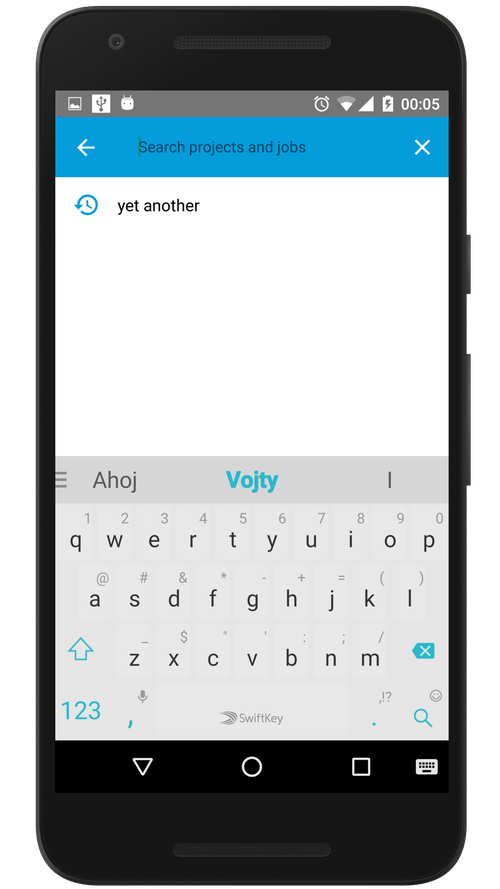 00:05
Search projects and jobs
yet another
Ahoj Vojty I
1 2 3 4 5 6 7 8 9 0
q w e r t y u i o p
@ # & * - + = ( )
a s d f g h j k l
_ $ " ' : ; /
z x c v b n m
,!?
123 , SwiftKey .